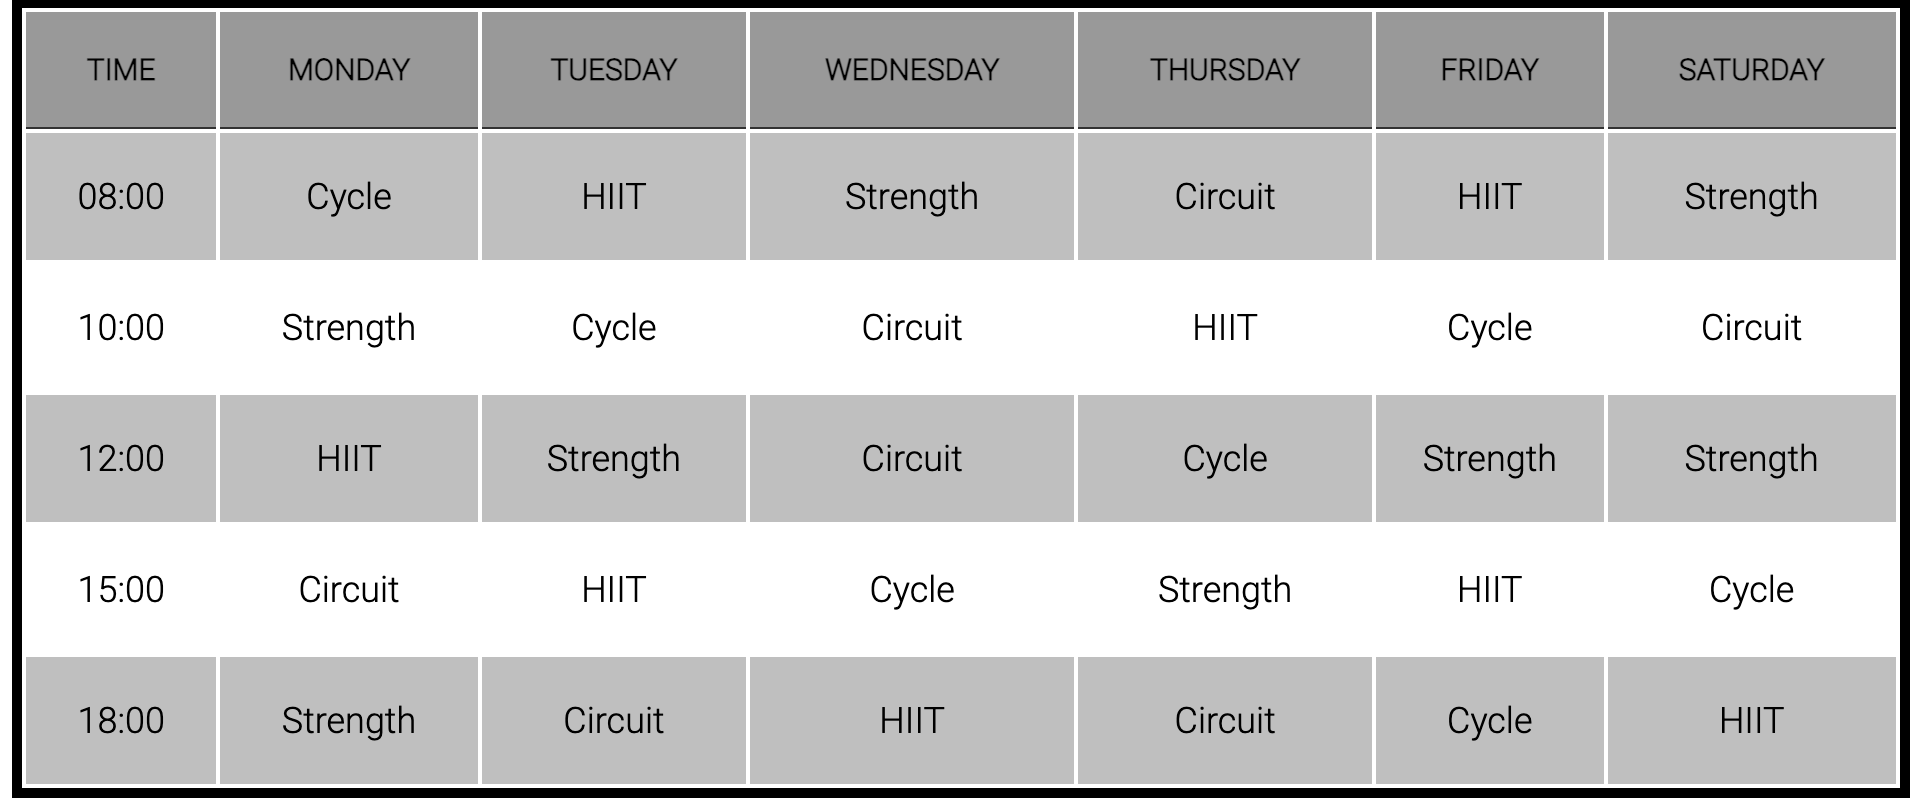 TIME MONDAY TUESDAY WEDNESDAY THURSDAY FRIDAY SATURDAY
08:00 Cycle HIIT Strength Circuit HIIT Strength
10:00 Strength Cycle Circuit HIIT Cycle Circuit
12:00 HIIT Strength Circuit Cycle Strength Strength
15:00 Circuit HIIT Cycle Strength HIIT Cycle
18:00 Strength Circuit HIIT Circuit Cycle HIIT